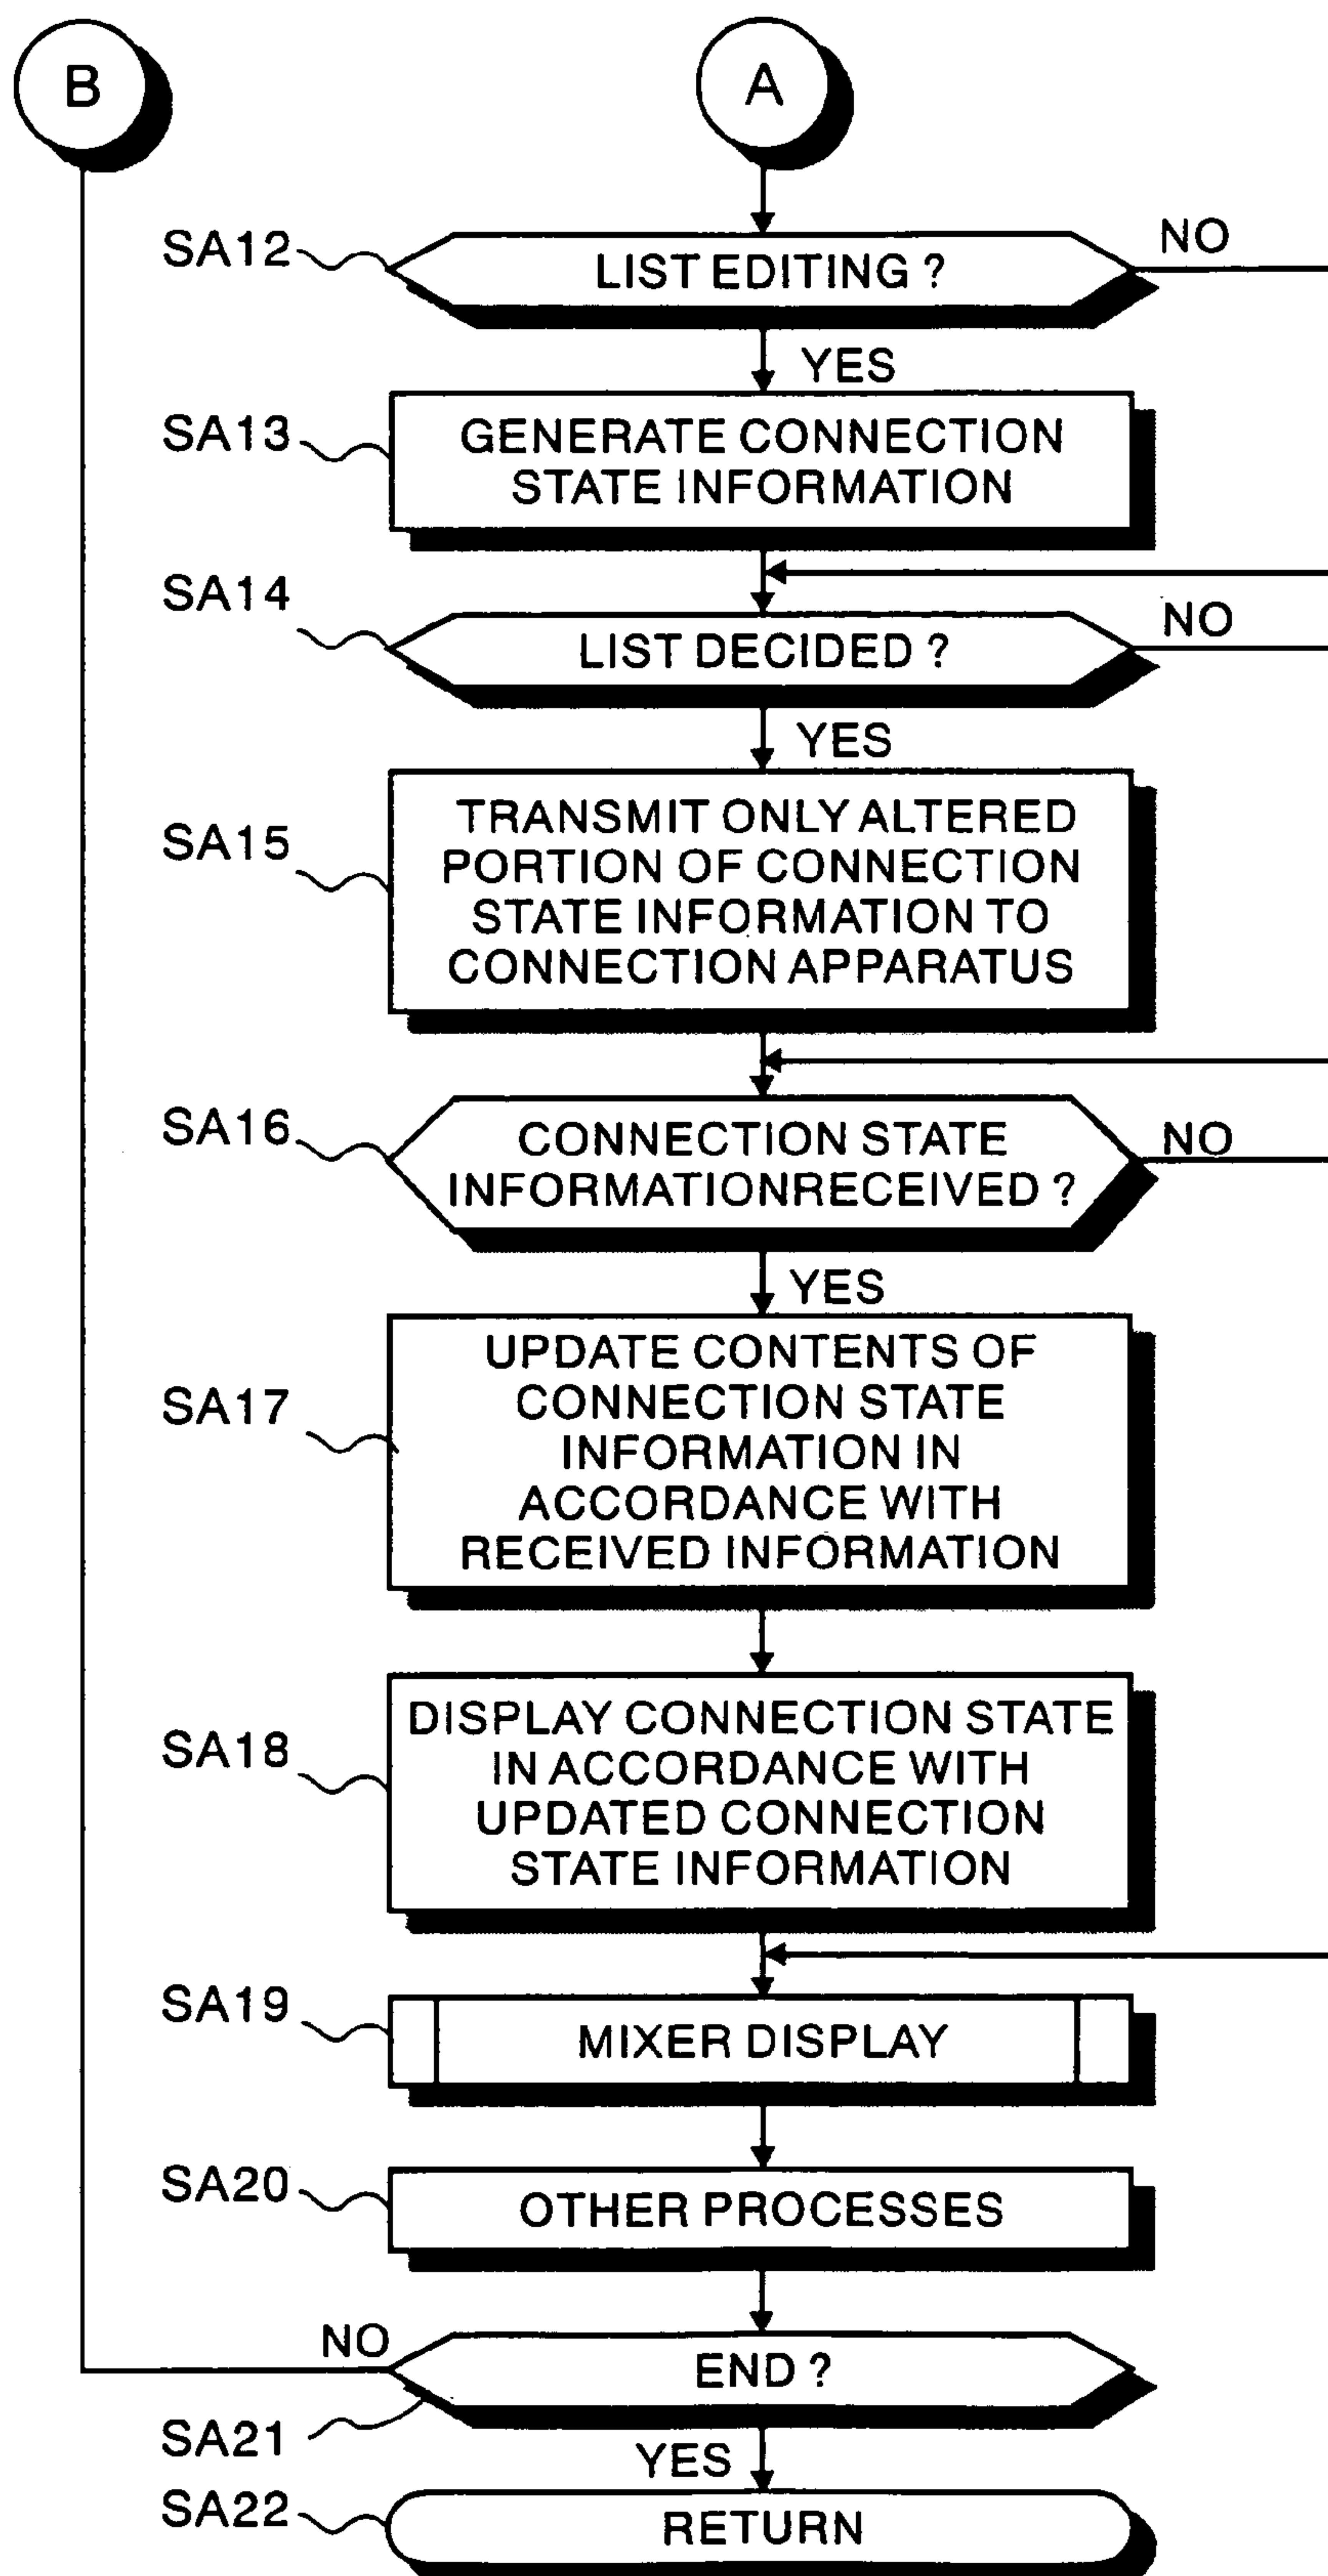 B
A
SA12
LIST EDITING ?
NO
YES
SA13
GENERATE CONNECTION
STATE INFORMATION
SA14
LIST DECIDED ?
NO
YES
SA15
TRANSMIT ONLY ALTERED
PORTION OF CONNECTION
STATE INFORMATION TO
CONNECTION APPARATUS
SA16
CONNECTION STATE
INFORMATIONRECEIVED ?
NO
YES
SA17
UPDATE CONTENTS OF
CONNECTION STATE
INFORMATION IN
ACCORDANCE WITH
RECEIVED INFORMATION
SA18
DISPLAY CONNECTION STATE
IN ACCORDANCE WITH
UPDATED CONNECTION
STATE INFORMATION
SA19
MIXER DISPLAY
SA20
OTHER PROCESSES
NO
END ?
SA21
YES
SA22
RETURN